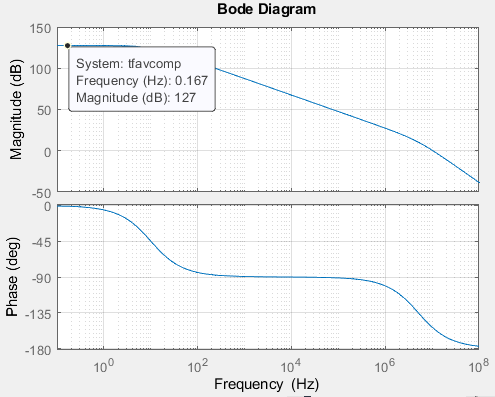 Bode Diagram
150
100
50
0
-50
Magnitude (dB)
System: tfavcomp
Frequency (Hz): 0.167
Magnitude (dB): 127
0
-45
-90
-135
-180
Phase (deg)
10^0 10^2 10^4 10^6 10^8
Frequency (Hz)